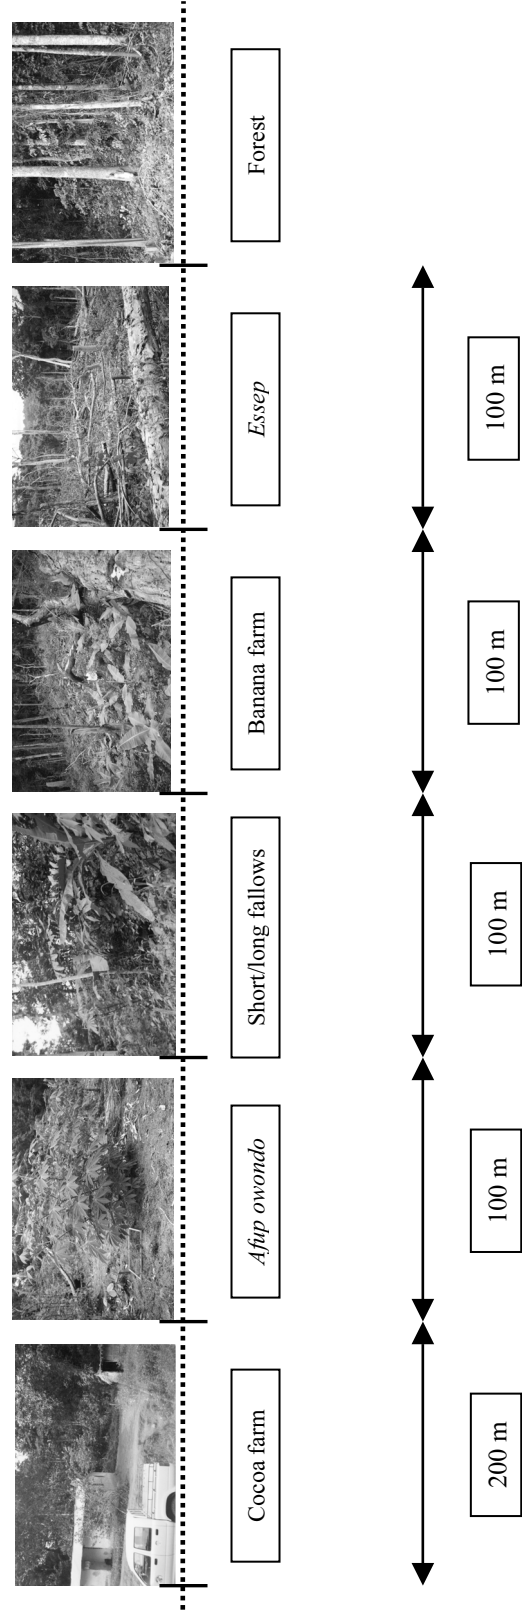 Cocoa farm
Afup owondo
Short/long fallows
Banana farm
Essep
Forest
200 m
100 m
100 m
100 m
100 m